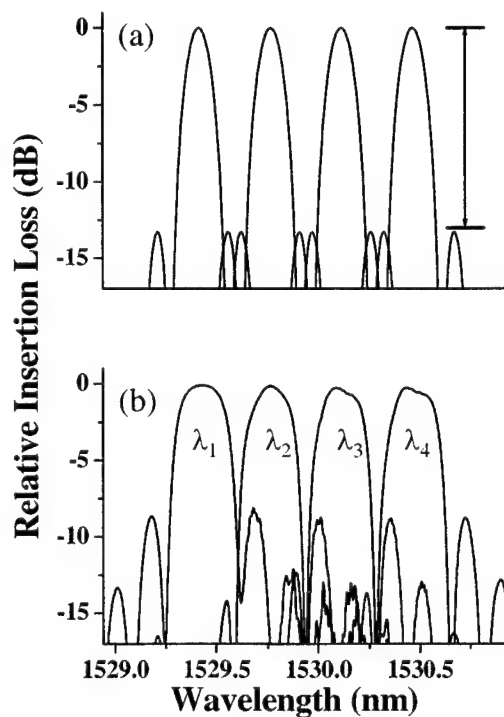 (a)
0
-5
-10
-15
Relative Insertion Loss (dB)
(b)
0
-5
-10
-15
λ1
λ2
λ3
λ4
1529.0
1529.5
1530.0
1530.5
Wavelength (nm)